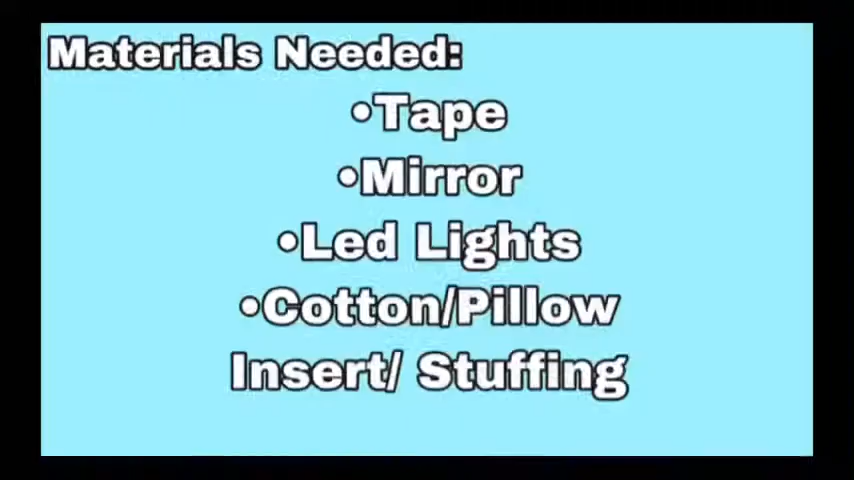 Materials Needed:
•Tape
•Mirror
•Led Lights
•Cotton/Pillow
Insert/ Stuffing